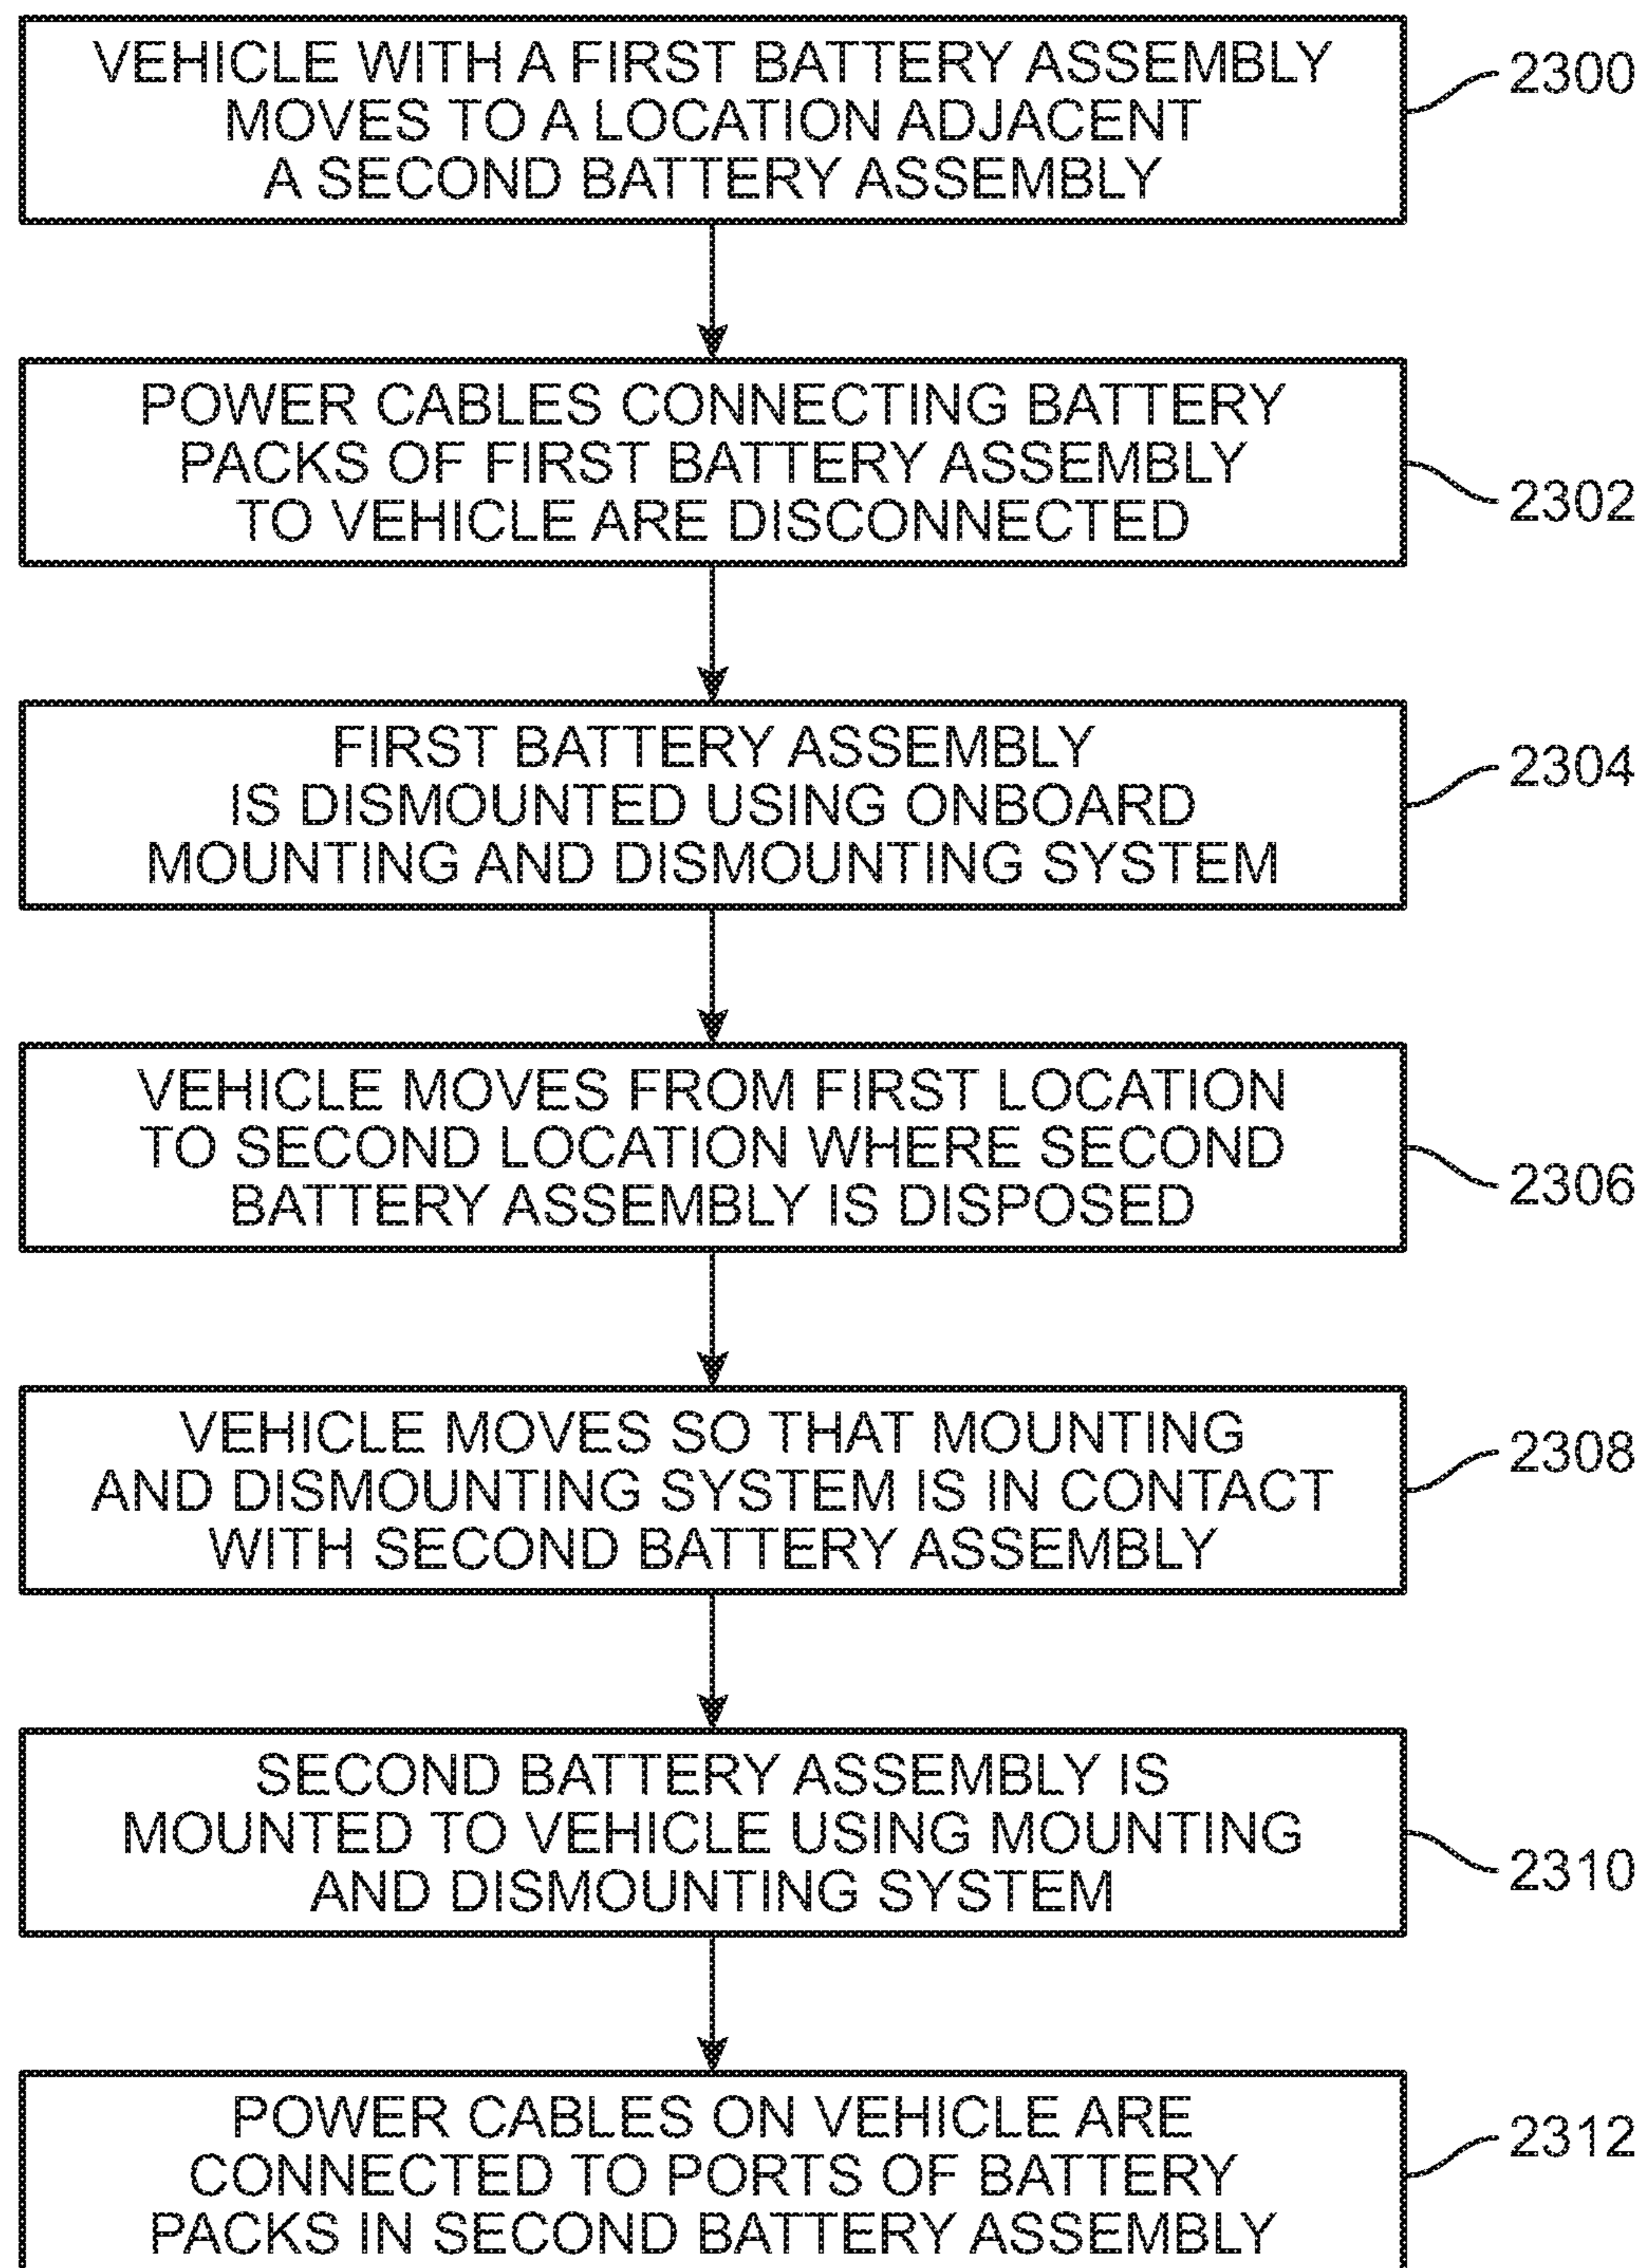 VEHICLE WITH A FIRST BATTERY ASSEMBLY
MOVES TO A LOCATION ADJACENT
A SECOND BATTERY ASSEMBLY
2300
POWER CABLES CONNECTING BATTERY
PACKS OF FIRST BATTERY ASSEMBLY
TO VEHICLE ARE DISCONNECTED
2302
FIRST BATTERY ASSEMBLY
IS DISMOUNTED USING ONBOARD
MOUNTING AND DISMOUNTING SYSTEM
2304
VEHICLE MOVES FROM FIRST LOCATION
TO SECOND LOCATION WHERE SECOND
BATTERY ASSEMBLY IS DISPOSED
2306
VEHICLE MOVES SO THAT MOUNTING
AND DISMOUNTING SYSTEM IS IN CONTACT
WITH SECOND BATTERY ASSEMBLY
2308
SECOND BATTERY ASSEMBLY IS
MOUNTED TO VEHICLE USING MOUNTING
AND DISMOUNTING SYSTEM
2310
POWER CABLES ON VEHICLE ARE
CONNECTED TO PORTS OF BATTERY
PACKS IN SECOND BATTERY ASSEMBLY
2312